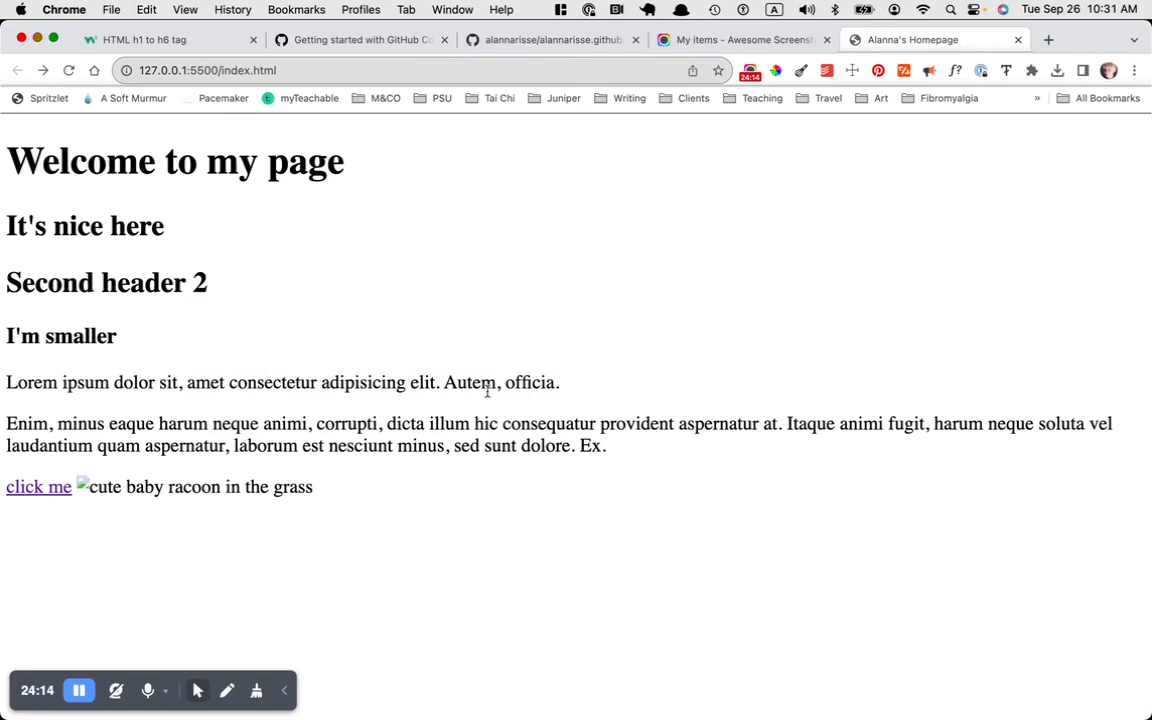 Chrome File Edit View History Bookmarks Profiles Tab Window Help A Tue Sep 26 10:31 AM
HTML h1 to h6 tag Getting started with GitHub Co alannarisse/alannarisse.github. My items - Awesome Screensh Alanna's Homepage
127.0.0.1:5500/index.html 24:14 f?
Spritzlet A Soft Murmur Pacemaker myTeachable M&CO PSU Tai Chi Juniper Writing Clients Teaching Travel Art Fibromyalgia » All Bookmarks
Welcome to my page
It's nice here
Second header 2
I'm smaller
Lorem ipsum dolor sit, amet consectetur adipisicing elit. Autem, officia.
Enim, minus eaque harum neque animi, corrupti, dicta illum hic consequatur provident aspernatur at. Itaque animi fugit, harum neque soluta vel
laudantium quam aspernatur, laborum est nesciunt minus, sed sunt dolore. Ex.
click me cute baby racoon in the grass
24:14